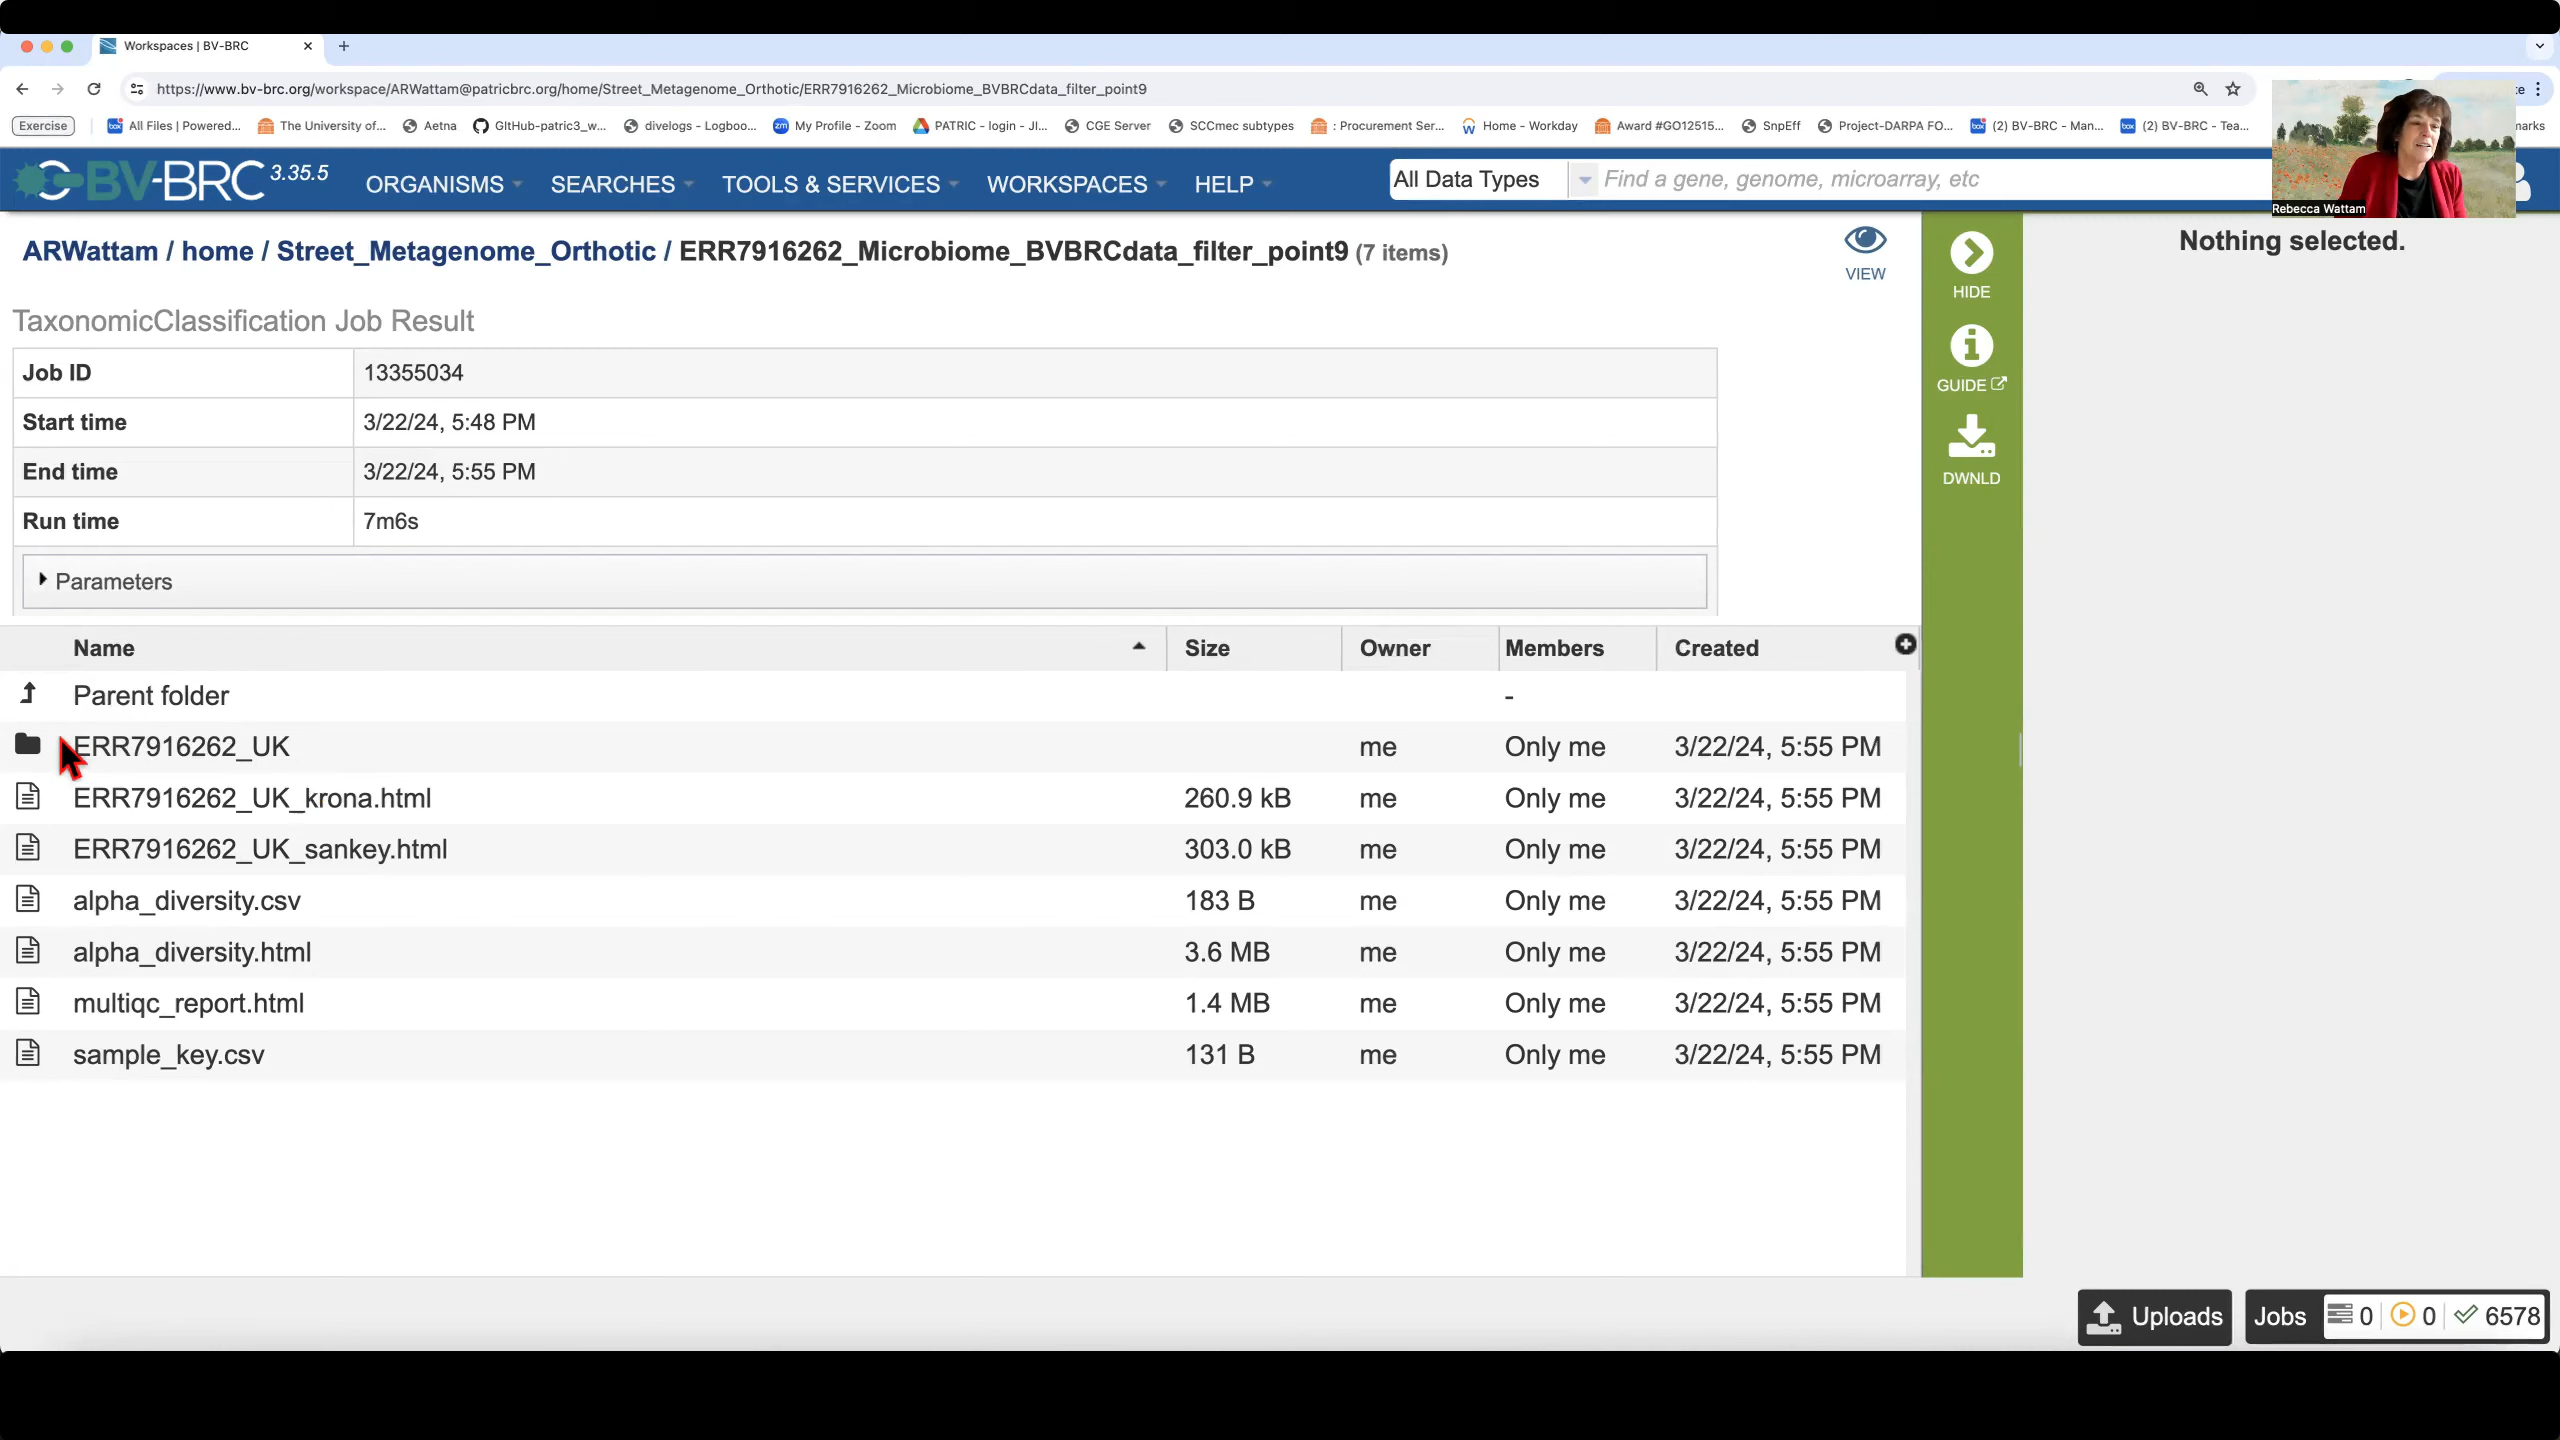 Workspaces | BV-BRC
https://www.bv-brc.org/workspace/ARWattam@patricbrc.org/home/Street_Metagenome_Orthotic/ERR7916262_Microbiome_BVBRCdata_filter_point9
Exercise All Files | Powered... The University of... Aetna GItHub-patric3_w... divelogs - Logboo... My Profile - Zoom PATRIC - login - JI... CGE Server SCCmec subtypes : Procurement Ser... Home - Workday Award #GO12515... SnpEff Project-DARPA FO... (2) BV-BRC - Man... (2) BV-BRC - Tea...
BV-BRC 3.35.5 ORGANISMS SEARCHES TOOLS & SERVICES WORKSPACES HELP All Data Types Find a gene, genome, microarray, etc
Rebecca Wattam
ARWattam / home / Street_Metagenome_Orthotic / ERR7916262_Microbiome_BVBRCdata_filter_point9 (7 items)
VIEW
HIDE
GUIDE
DWNLD
Nothing selected.
TaxonomicClassification Job Result
Job ID 13355034
Start time 3/22/24, 5:48 PM
End time 3/22/24, 5:55 PM
Run time 7m6s
Parameters
Name Size Owner Members Created
Parent folder -
ERR7916262_UK me Only me 3/22/24, 5:55 PM
ERR7916262_UK_krona.html 260.9 kB me Only me 3/22/24, 5:55 PM
ERR7916262_UK_sankey.html 303.0 kB me Only me 3/22/24, 5:55 PM
alpha_diversity.csv 183 B me Only me 3/22/24, 5:55 PM
alpha_diversity.html 3.6 MB me Only me 3/22/24, 5:55 PM
multiqc_report.html 1.4 MB me Only me 3/22/24, 5:55 PM
sample_key.csv 131 B me Only me 3/22/24, 5:55 PM
Uploads Jobs 0 0 6578